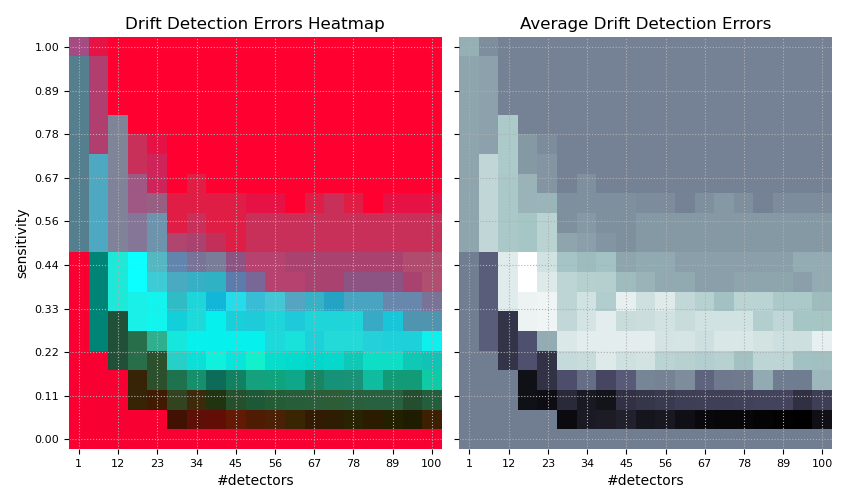 Drift Detection Errors Heatmap
Average Drift Detection Errors
sensitivity
1.00
0.89
0.78
0.67
0.56
0.44
0.33
0.22
0.11
0.00
1 12 23 34 45 56 67 78 89 100
1 12 23 34 45 56 67 78 89 100
#detectors
#detectors